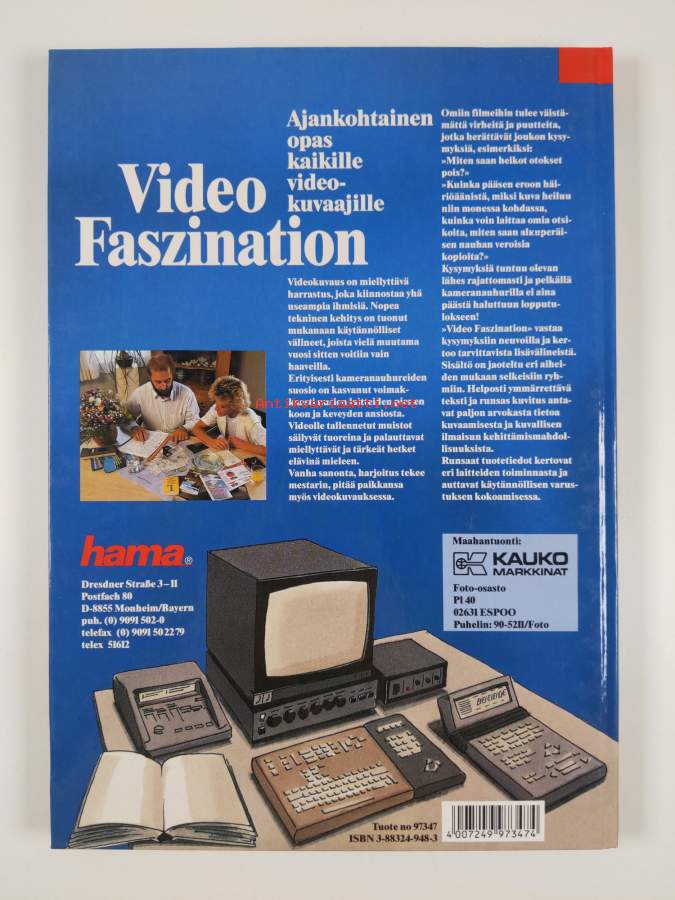 Video
Faszination
Ajankohtainen
opas
kaikille
video-
kuvaajille
Videokuvaus on miellyttävä
harrastus, joka kiinnostaa yhä
useampia ihmisiä. Nopea
tekninen kehitys on tuonut
mukanaan käytännölliset
välineet, joista vielä muutama
vuosi sitten voitiin vain
haaveilla.
Erityisesti kameranauhureiden
suosio on kasvanut voimak-
koon ja keveyden ansiosta.
Videolle tallennetut muistot
säilyvät tuoreina ja palauttavat
miellyttävät ja tärkeät hetket
elävinä mieleen.
Vanha sanonta, harjoitus tekee
mestarin, pitää paikkansa
myös videokuvauksessa.
Omiin filmeihin tulee väistä-
mättä virheitä ja puutteita,
jotka herättävät joukon kysy-
myksiä, esimerkiksi:
»Miten saan heikot otokset
pois?»
»Kuinka pääsen eroon häi-
riöäänistä, miksi kuva heiluu
niin monessa kohdassa,
kuinka voin laittaa omia otsi-
koita, miten saan alkuperäi-
sen nauhan veroisia
kopioita?»
Kysymyksiä tuntuu olevan
lähes rajattomasti ja pelkällä
kameranauhurilla ei aina
päästä haluttuun lopputu-
lokseen!
»Video Faszination» vastaa
kysymyksiin neuvoilla ja ker-
too tarvittavista lisävälineistä.
Sisältö on jaoteltu eri aihei-
den mukaan selkeisiin ryh-
miin. Helposti ymmärrettävä
teksti ja runsas kuvitus anta-
vat paljon arvokasta tietoa
kuvaamisesta ja kuvallisen
ilmaisun kehittämismahdol-
lisuuksista.
Runsaat tuotetiedot kertovat
eri laitteiden toiminnasta ja
auttavat käytännöllisen varus-
tuksen kokoamisessa.
hama®
Dresdner Straße 3–11
Postfach 80
D-8855 Monheim/Bayern
puh. (0) 9091 502-0
telefax (0) 9091 50 22 79
telex 51612
Maahantuonti:
KAUKO
MARKKINAT
Foto-osasto
Pl 40
02631 ESPOO
Puhelin: 90-5211/Foto
Tuote no 97347
ISBN 3-88324-948-3
4 007249 973474